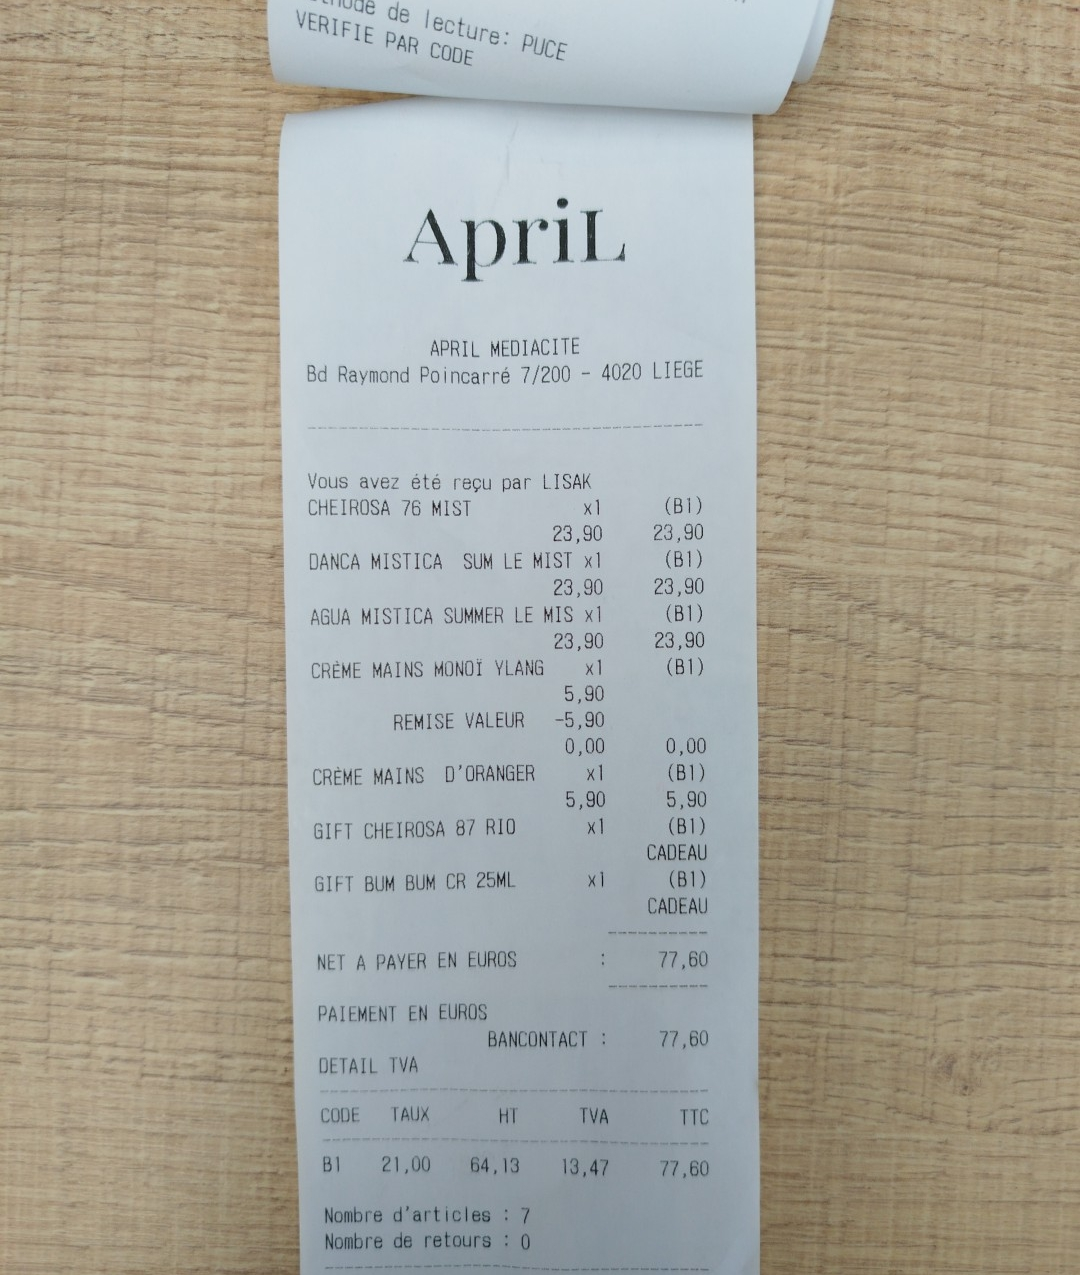 de lecture: PUCE
VERIFIE PAR CODE
ApriL
APRIL MEDIACITE
Bd Raymond Poincarré 7/200 - 4020 LIEGE
Vous avez été reçu par LISAK
CHEIROSA 76 MIST x1 (B1)
23,90 23,90
DANCA MISTICA SUM LE MIST x1 (B1)
23,90 23,90
AGUA MISTICA SUMMER LE MIS x1 (B1)
23,90 23,90
CRÈME MAINS MONOÏ YLANG x1 (B1)
5,90
REMISE VALEUR -5,90
0,00 0,00
CRÈME MAINS D'ORANGER x1 (B1)
5,90 5,90
GIFT CHEIROSA 87 RIO x1 (B1)
CADEAU
GIFT BUM BUM CR 25ML x1 (B1)
CADEAU
NET A PAYER EN EUROS : 77,60
PAIEMENT EN EUROS
BANCONTACT : 77,60
DETAIL TVA
CODE TAUX HT TVA TTC
B1 21,00 64,13 13,47 77,60
Nombre d'articles : 7
Nombre de retours : 0